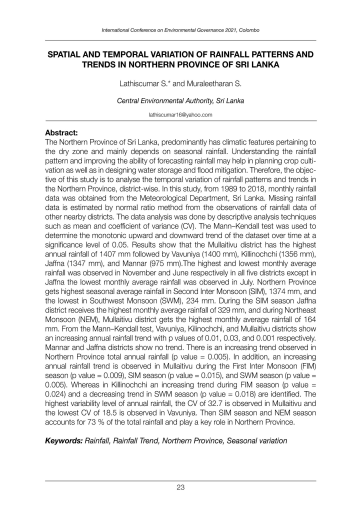 International Conference on Environmental Governance 2021, Colombo
SPATIAL AND TEMPORAL VARIATION OF RAINFALL PATTERNS AND
TRENDS IN NORTHERN PROVINCE OF SRI LANKA
Lathiscumar S.* and Muraleetharan S.
Central Environmental Authority, Sri Lanka
lathiscumar16@yahoo.com
Abstract:
The Northern Province of Sri Lanka, predominantly has climatic features pertaining to
the dry zone and mainly depends on seasonal rainfall. Understanding the rainfall
pattern and improving the ability of forecasting rainfall may help in planning crop culti-
vation as well as in designing water storage and flood mitigation. Therefore, the objec-
tive of this study is to analyse the temporal variation of rainfall patterns and trends in
the Northern Province, district-wise. In this study, from 1989 to 2018, monthly rainfall
data was obtained from the Meteorological Department, Sri Lanka. Missing rainfall
data is estimated by normal ratio method from the observations of rainfall data of
other nearby districts. The data analysis was done by descriptive analysis techniques
such as mean and coefficient of variance (CV). The Mann–Kendall test was used to
determine the monotonic upward and downward trend of the dataset over time at a
significance level of 0.05. Results show that the Mullaitivu district has the highest
annual rainfall of 1407 mm followed by Vavuniya (1400 mm), Killinochchi (1356 mm),
Jaffna (1347 mm), and Mannar (975 mm).The highest and lowest monthly average
rainfall was observed in November and June respectively in all five districts except in
Jaffna the lowest monthly average rainfall was observed in July. Northern Province
gets highest seasonal average rainfall in Second Inter Monsoon (SIM), 1374 mm, and
the lowest in Southwest Monsoon (SWM), 234 mm. During the SIM season Jaffna
district receives the highest monthly average rainfall of 329 mm, and during Northeast
Monsoon (NEM), Mullaitivu district gets the highest monthly average rainfall of 164
mm. From the Mann–Kendall test, Vavuniya, Kilinochchi, and Mullaitivu districts show
an increasing annual rainfall trend with p values of 0.01, 0.03, and 0.001 respectively.
Mannar and Jaffna districts show no trend. There is an increasing trend observed in
Northern Province total annual rainfall (p value = 0.005). In addition, an increasing
annual rainfall trend is observed in Mullaitivu during the First Inter Monsoon (FIM)
season (p value = 0.009), SIM season (p value = 0.015), and SWM season (p value =
0.005). Whereas in Killinochchi an increasing trend during FIM season (p value =
0.024) and a decreasing trend in SWM season (p value = 0.018) are identified. The
highest variability level of annual rainfall, the CV of 32.7 is observed in Mullaitivu and
the lowest CV of 18.5 is observed in Vavuniya. Then SIM season and NEM season
accounts for 73 % of the total rainfall and play a key role in Northern Province.
Keywords: Rainfall, Rainfall Trend, Northern Province, Seasonal variation
23